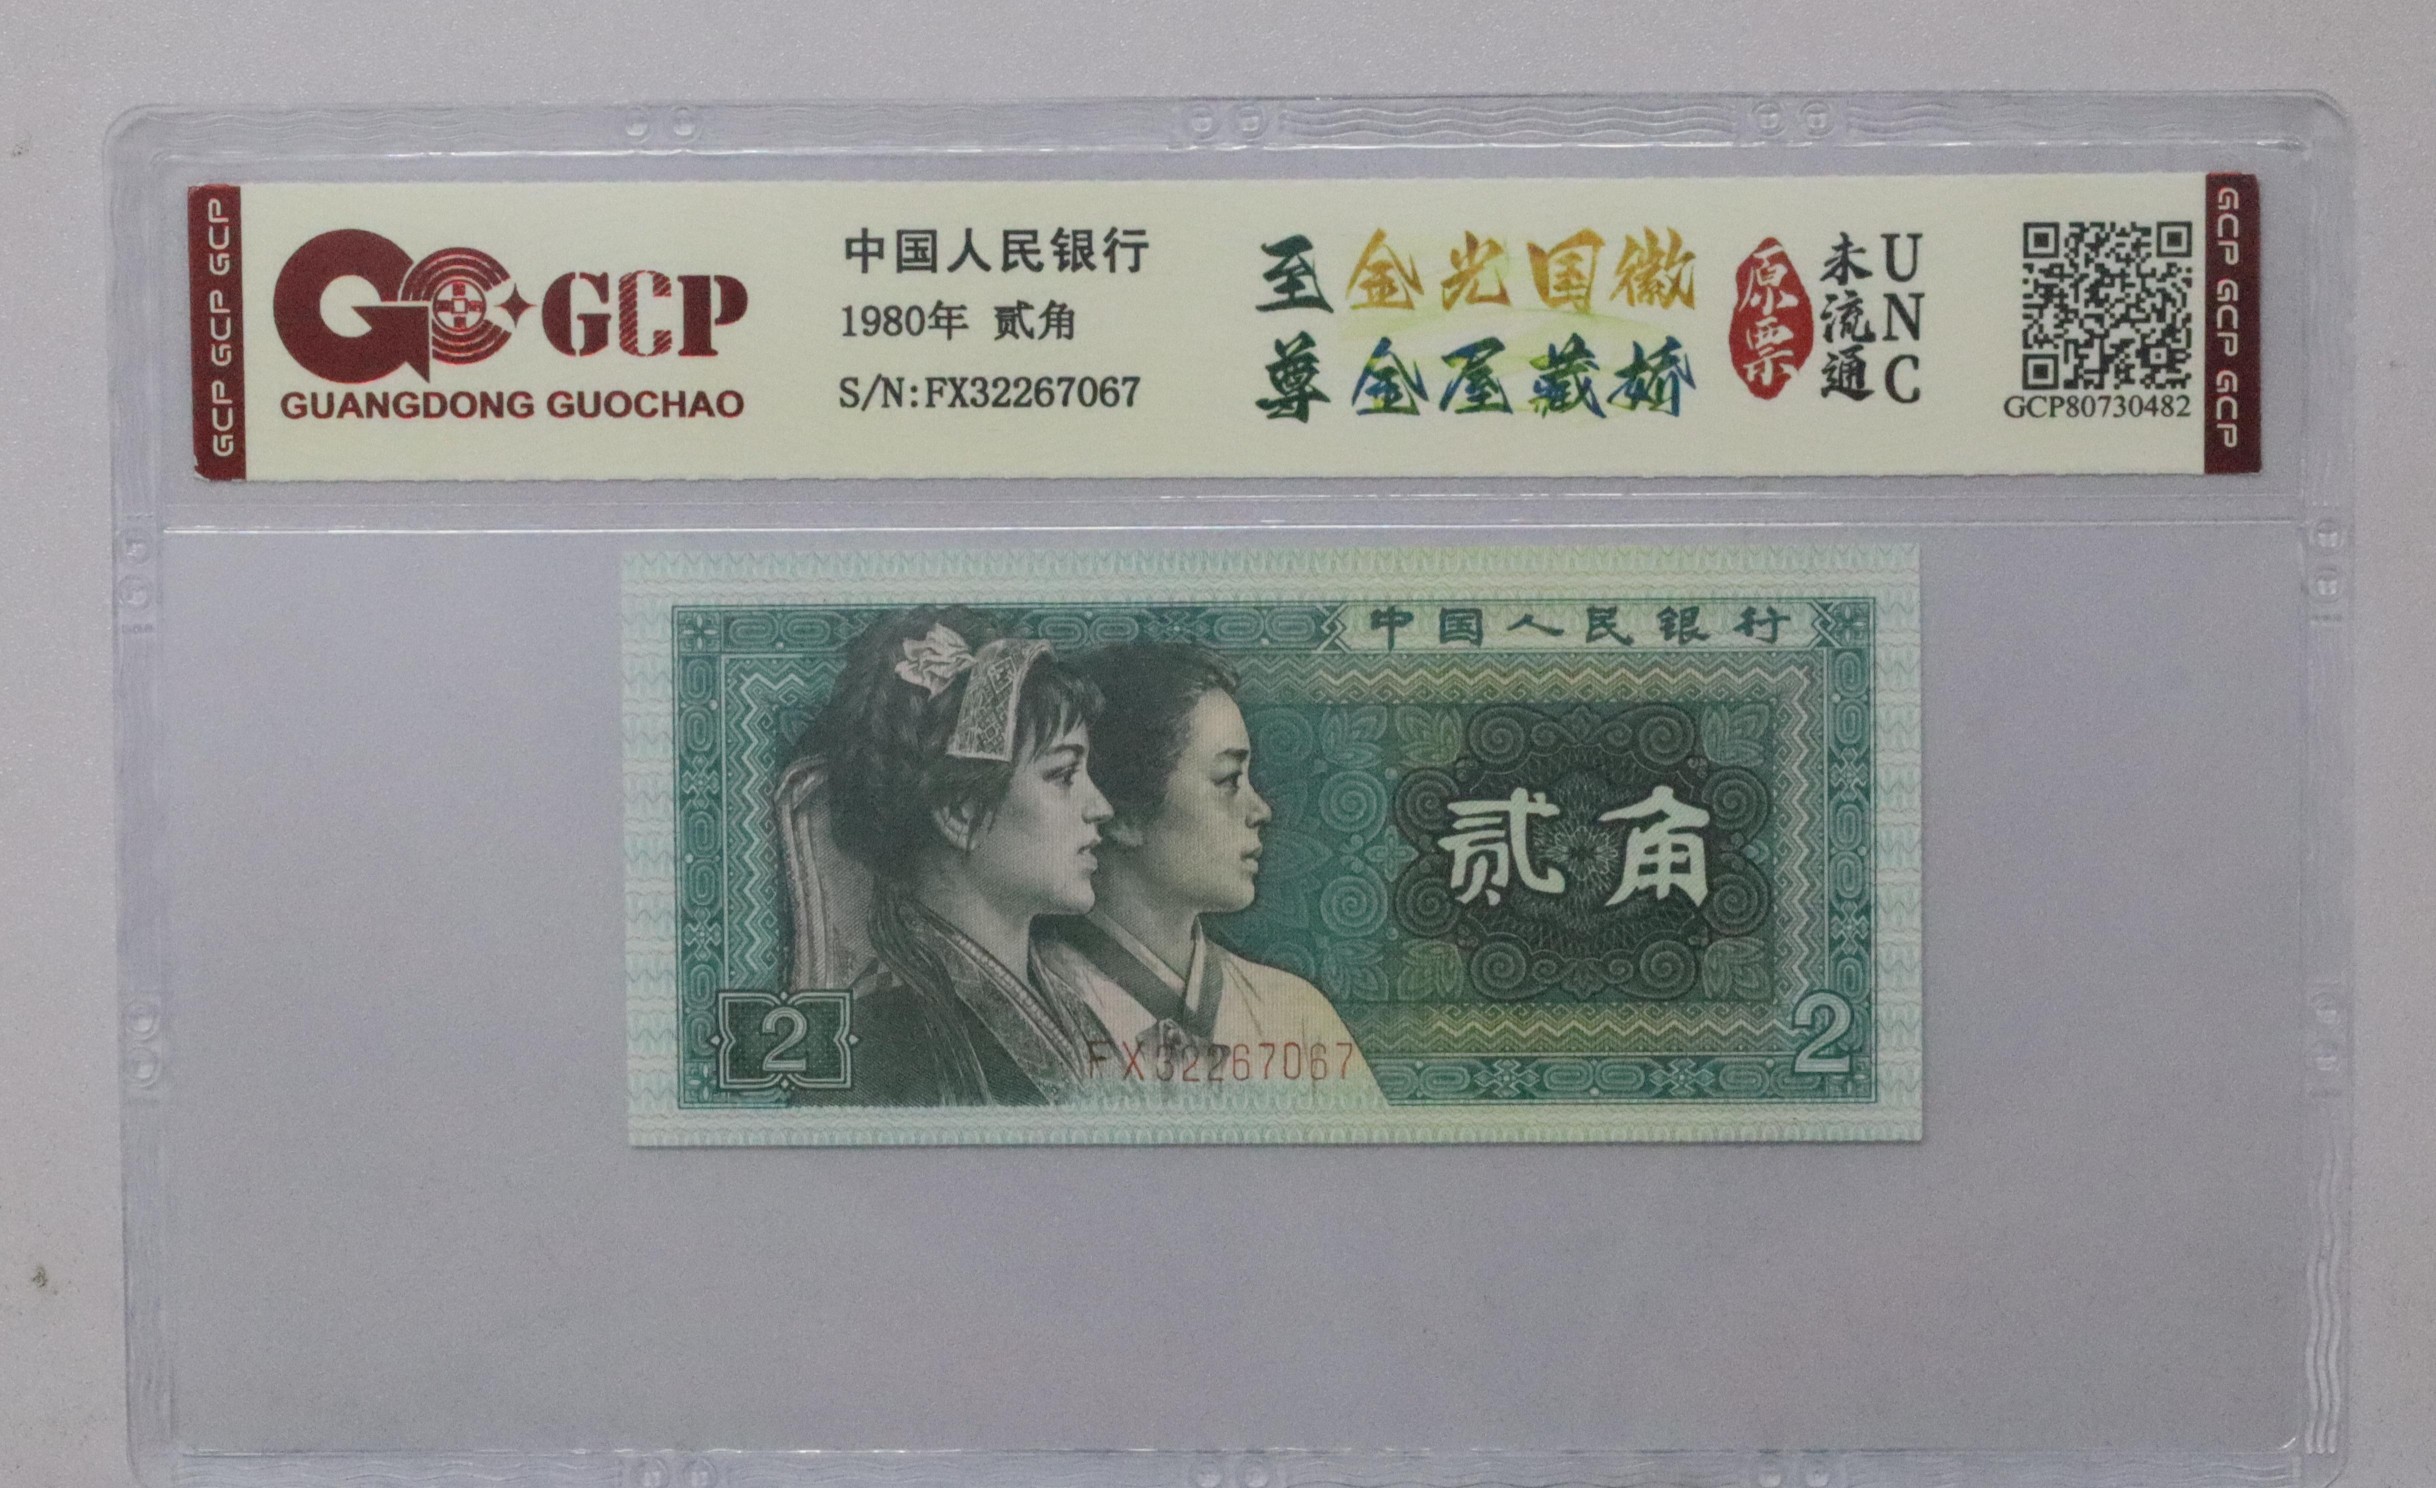 GCP GCP GCP
GCP
GUANGDONG GUOCHAO
中国人民银行
1980年 贰角
S/N:FX32267067
至尊
金光国徽
金屋藏娇
原票
未流通
UNC
GCP80730482
GCP GCP GCP
中国人民银行
贰角
2
FX32267067
2